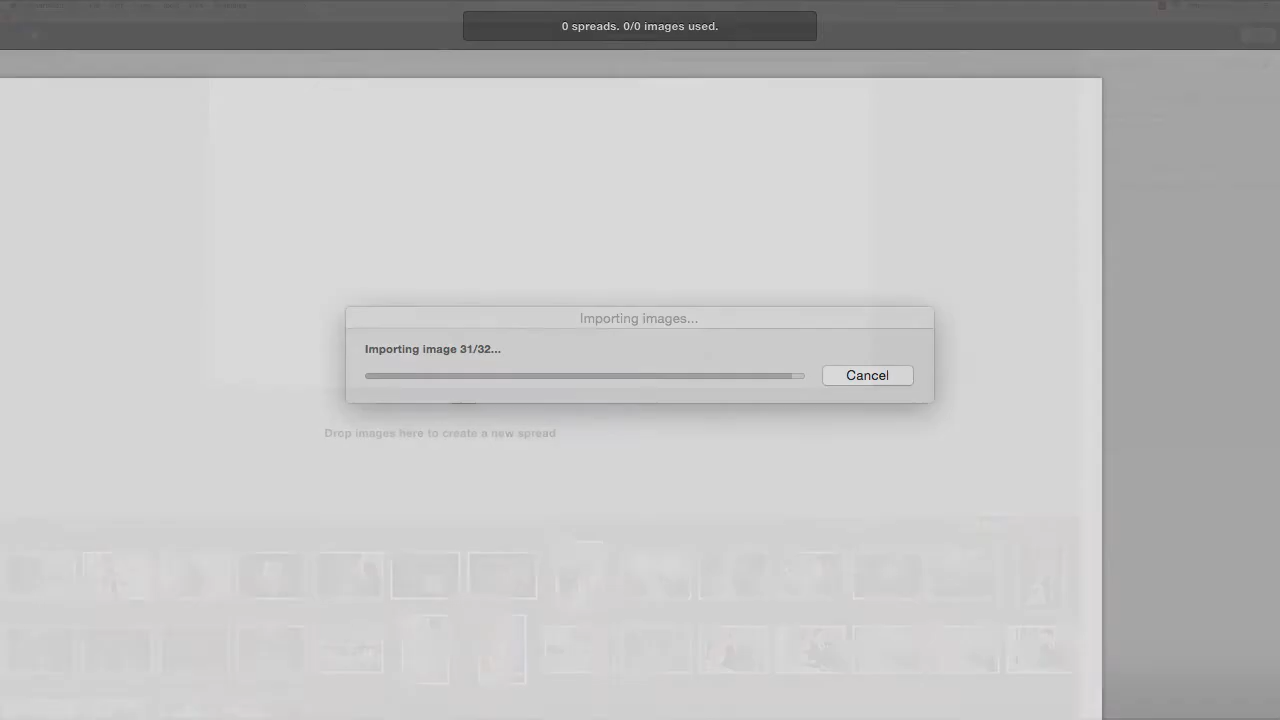 0 spreads. 0/0 images used.
Importing images...
Importing image 31/32...
Cancel
Drop images here to create a new spread